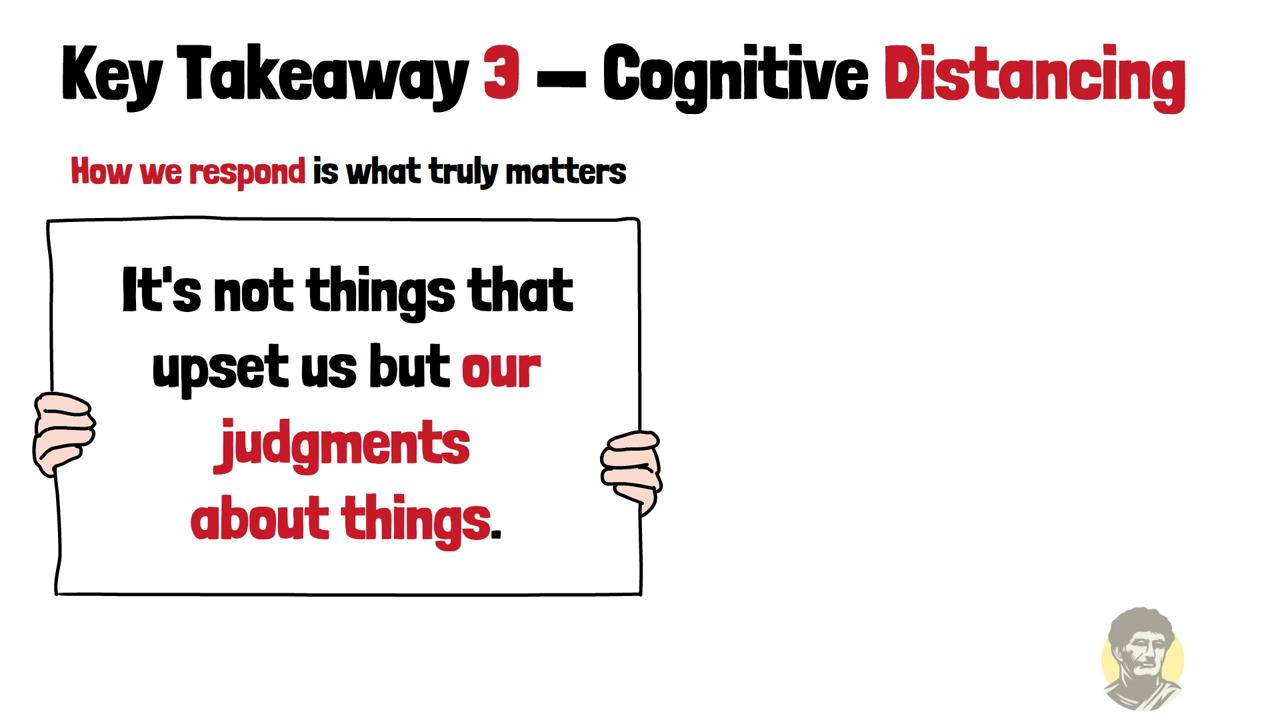 Key Takeaway 3 – Cognitive Distancing
How we respond is what truly matters
It's not things that
upset us but our
judgments
about things.